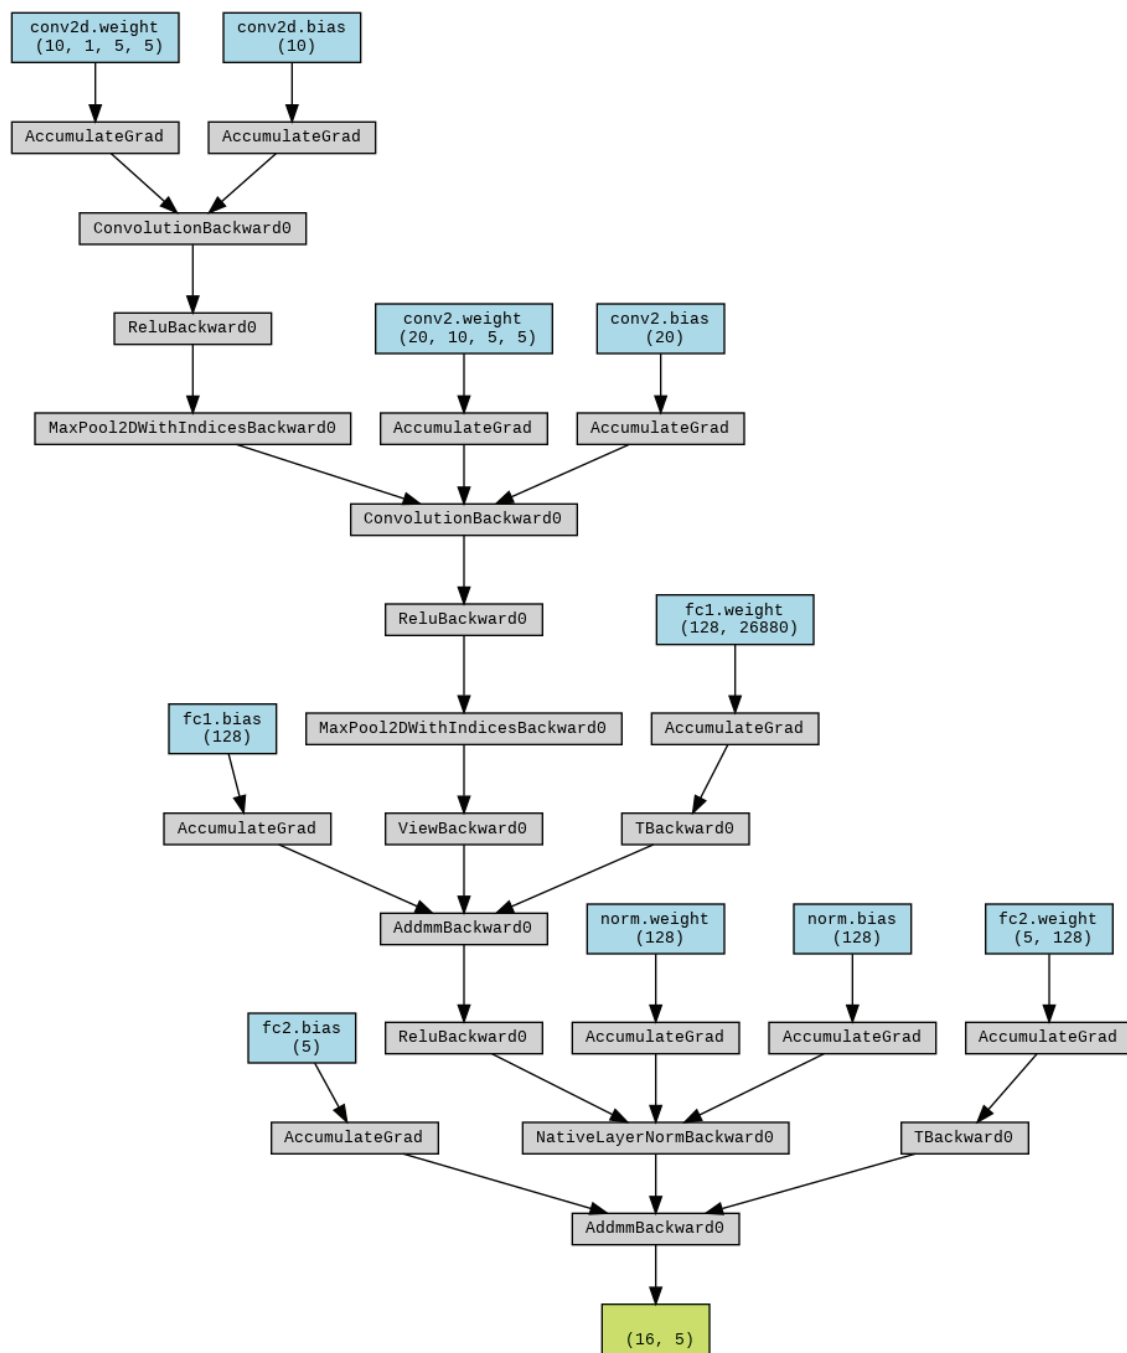 conv2d.weight
(10, 1, 5, 5)
conv2d.bias
(10)
AccumulateGrad
AccumulateGrad
ConvolutionBackward0
ReluBackward0
conv2.weight
(20, 10, 5, 5)
conv2.bias
(20)
MaxPool2DWithIndicesBackward0
AccumulateGrad
AccumulateGrad
ConvolutionBackward0
ReluBackward0
fc1.weight
(128, 26880)
fc1.bias
(128)
MaxPool2DWithIndicesBackward0
AccumulateGrad
AccumulateGrad
ViewBackward0
TBackward0
AddmmBackward0
norm.weight
(128)
norm.bias
(128)
fc2.weight
(5, 128)
fc2.bias
(5)
ReluBackward0
AccumulateGrad
AccumulateGrad
AccumulateGrad
AccumulateGrad
NativeLayerNormBackward0
TBackward0
AddmmBackward0
(16, 5)